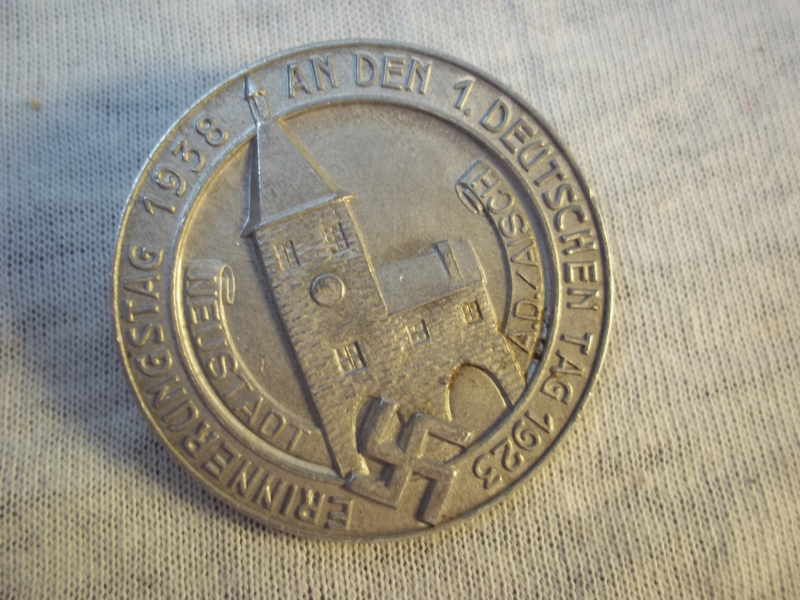 ERINNERUNGSTAG 1938 AN DEN 1. DEUTSCHEN TAG 1923
NEUSTADT
A/D. AISCH